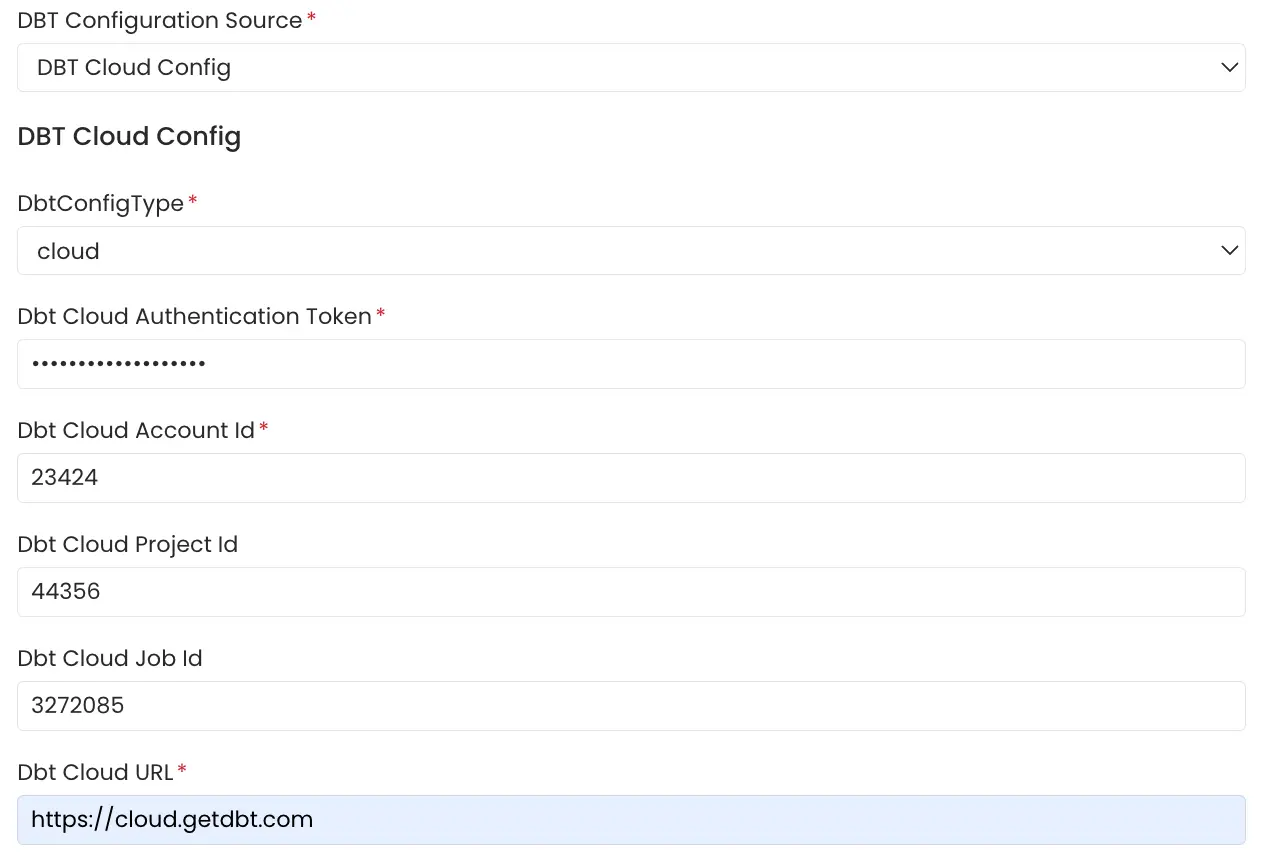 DBT Configuration Source *
DBT Cloud Config
DBT Cloud Config
DbtConfigType *
cloud
Dbt Cloud Authentication Token *
•••••••••••••••••••
Dbt Cloud Account Id *
23424
Dbt Cloud Project Id
44356
Dbt Cloud Job Id
3272085
Dbt Cloud URL *
https://cloud.getdbt.com